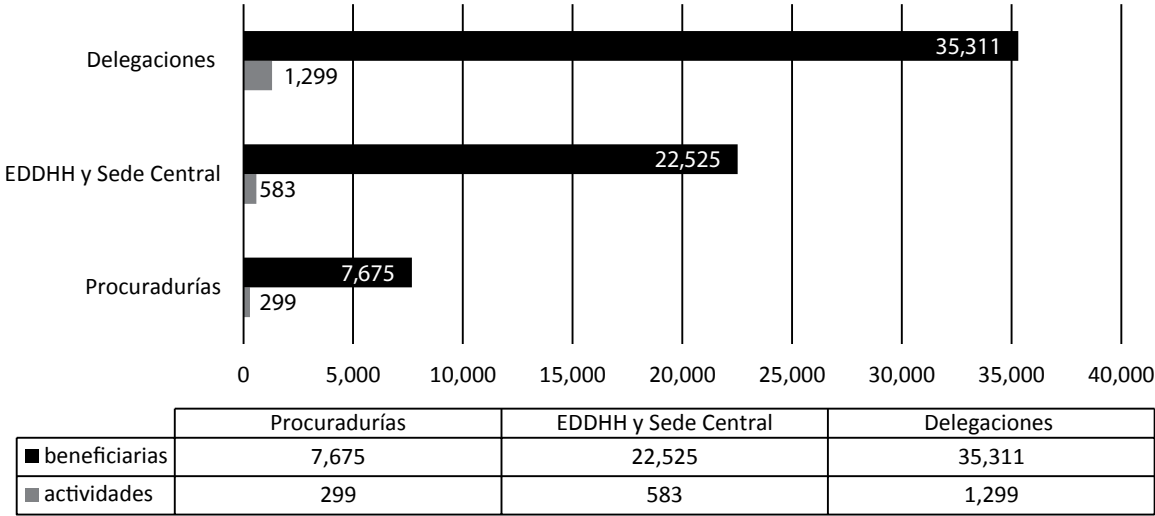 Delegaciones
35,311
1,299
EDDHH y Sede Central
22,525
583
Procuradurías
7,675
299
0 5,000 10,000 15,000 20,000 25,000 30,000 35,000 40,000
Procuradurías EDDHH y Sede Central Delegaciones
beneficiarias 7,675 22,525 35,311
actividades 299 583 1,299